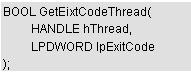 BOOL GetEixtCodeThread(
HANDLE hThread,
LPDWORD lpExitCode
);